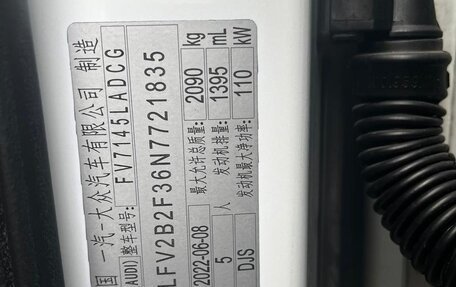 国 一汽-大众汽车有限公司 制造
AUDI) 整车型号: FV7145LADCG
LFV2B2F36N7721835
2022-06-08 最大允许总质量: 2090 kg
5 人 发动机排量: 1395 mL
DJS 发动机最大净功率: 110 kW